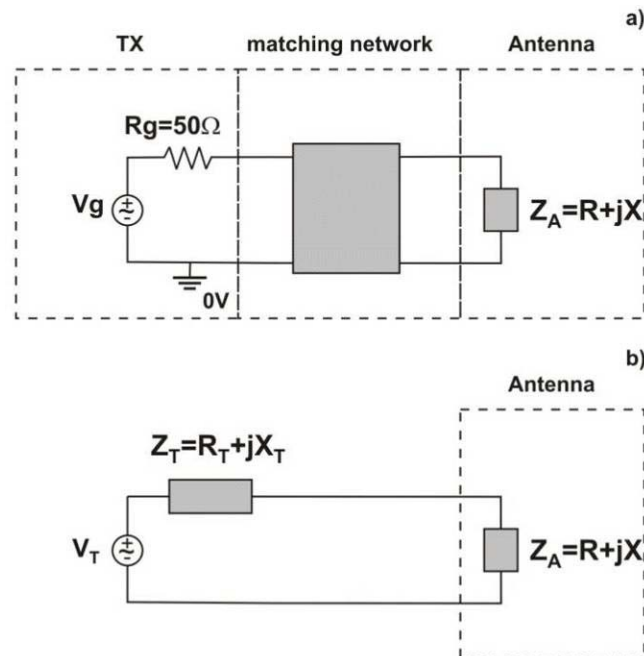 a)
TX matching network Antenna
Rg=50Ω
Vg
Z_A=R+jX
0V
b)
Antenna
Z_T=R_T+jX_T
V_T
Z_A=R+jX